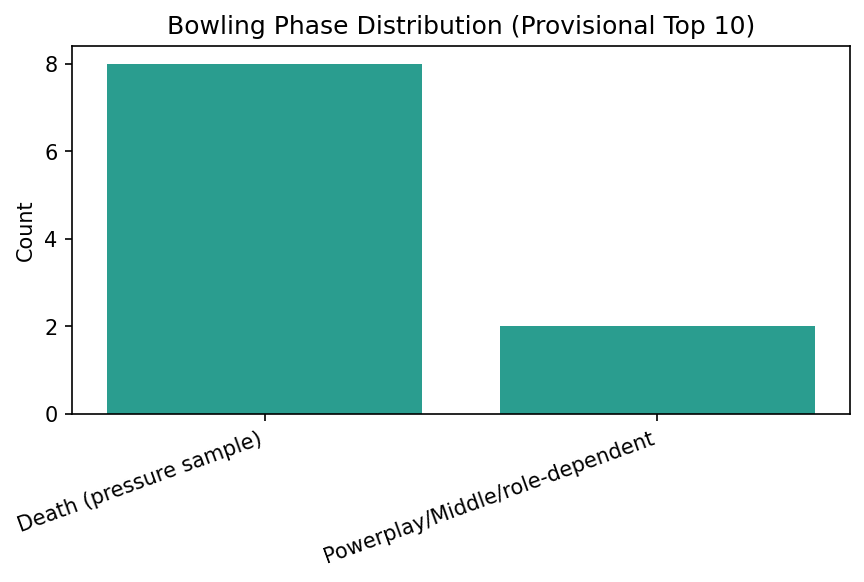 Bowling Phase Distribution (Provisional Top 10)
Count
8
6
4
2
0
Death (pressure sample)
Powerplay/Middle/role-dependent